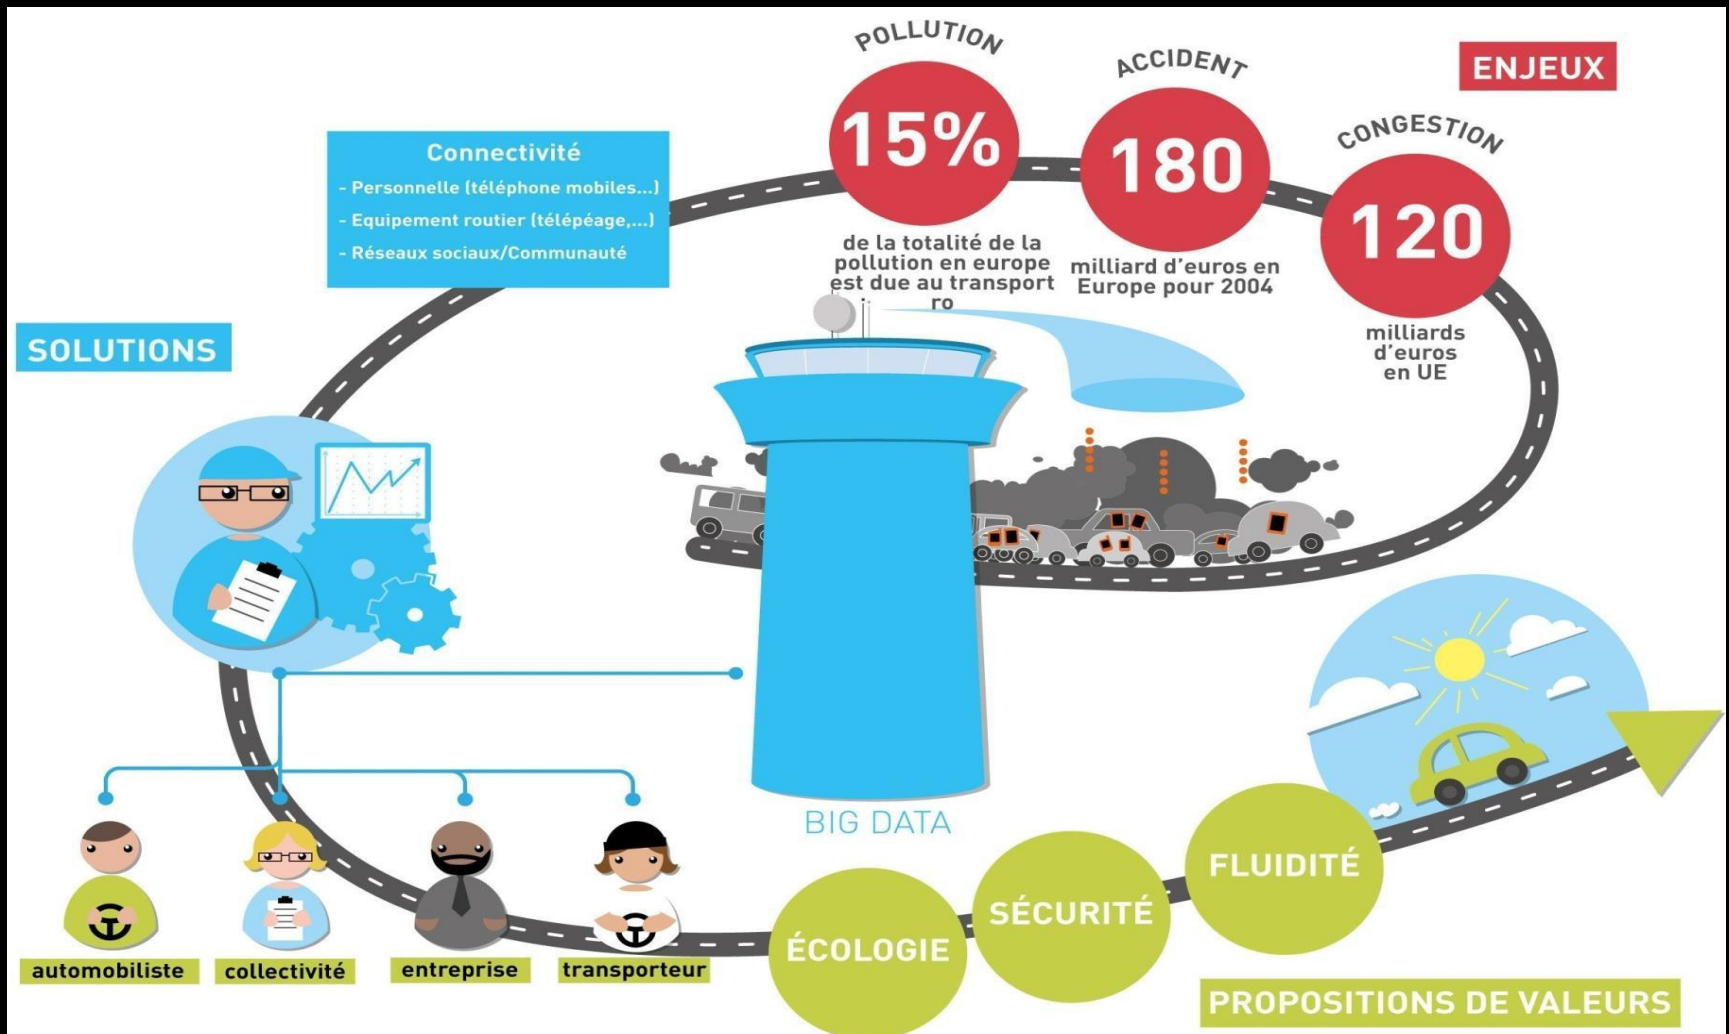 POLLUTION
15%
de la totalité de la
pollution en europe
est due au transport
ro
ACCIDENT
180
milliard d'euros en
Europe pour 2004
ENJEUX
CONGESTION
120
milliards
d'euros
en UE
Connectivité
- Personnelle (téléphone mobiles...)
- Equipement routier (télépéage,...)
- Réseaux sociaux/Communauté
SOLUTIONS
BIG DATA
automobiliste
collectivité
entreprise
transporteur
ÉCOLOGIE
SÉCURITÉ
FLUIDITÉ
PROPOSITIONS DE VALEURS